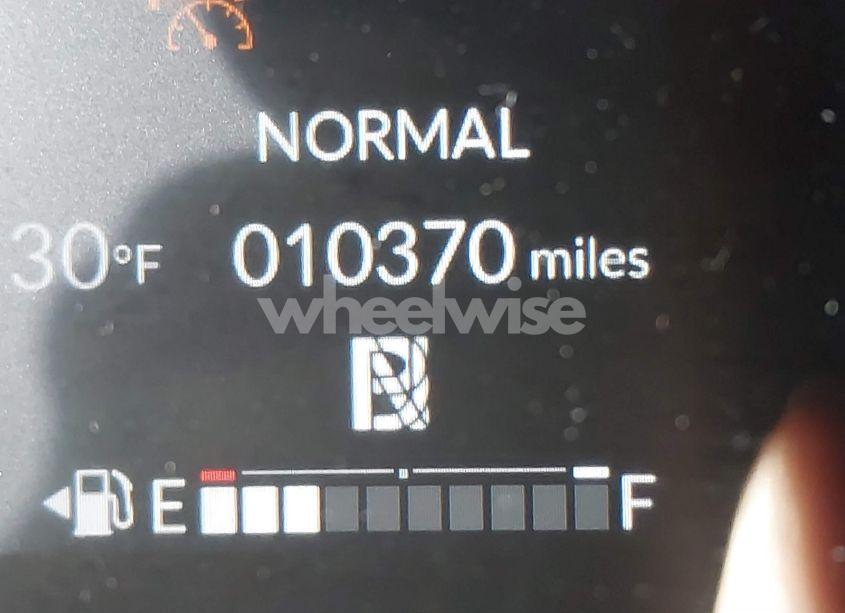 NORMAL
30°F 010370 miles
wheelwise
E F